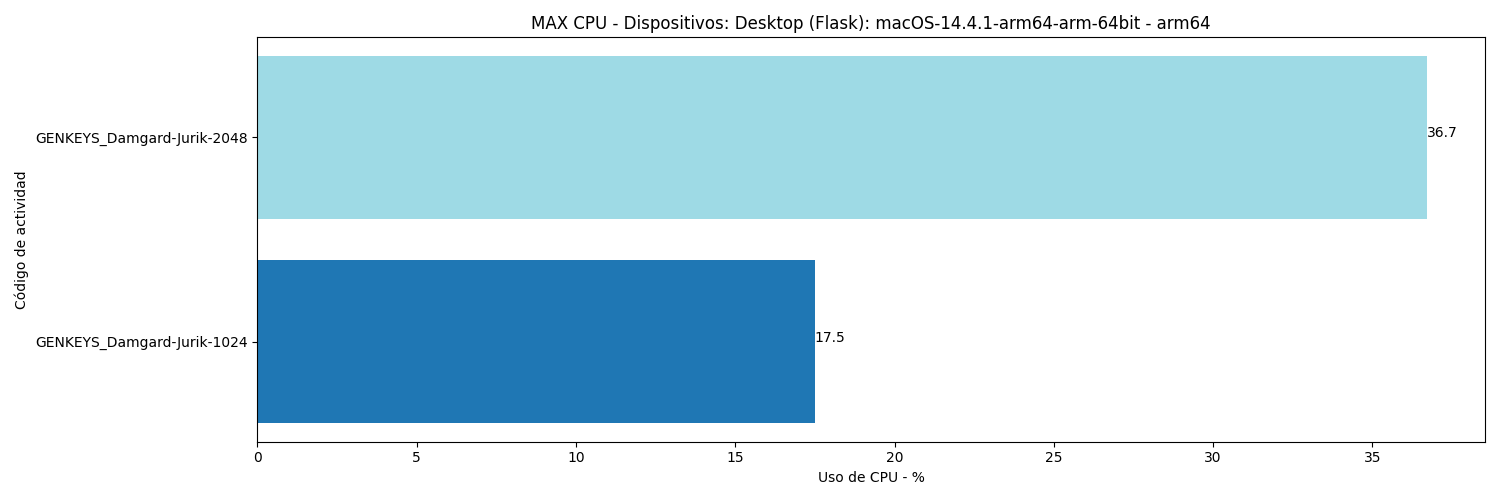 MAX CPU - Dispositivos: Desktop (Flask): macOS-14.4.1-arm64-arm-64bit - arm64
Código de actividad
GENKEYS_Damgard-Jurik-2048
36.7
GENKEYS_Damgard-Jurik-1024
17.5
0 5 10 15 20 25 30 35
Uso de CPU - %